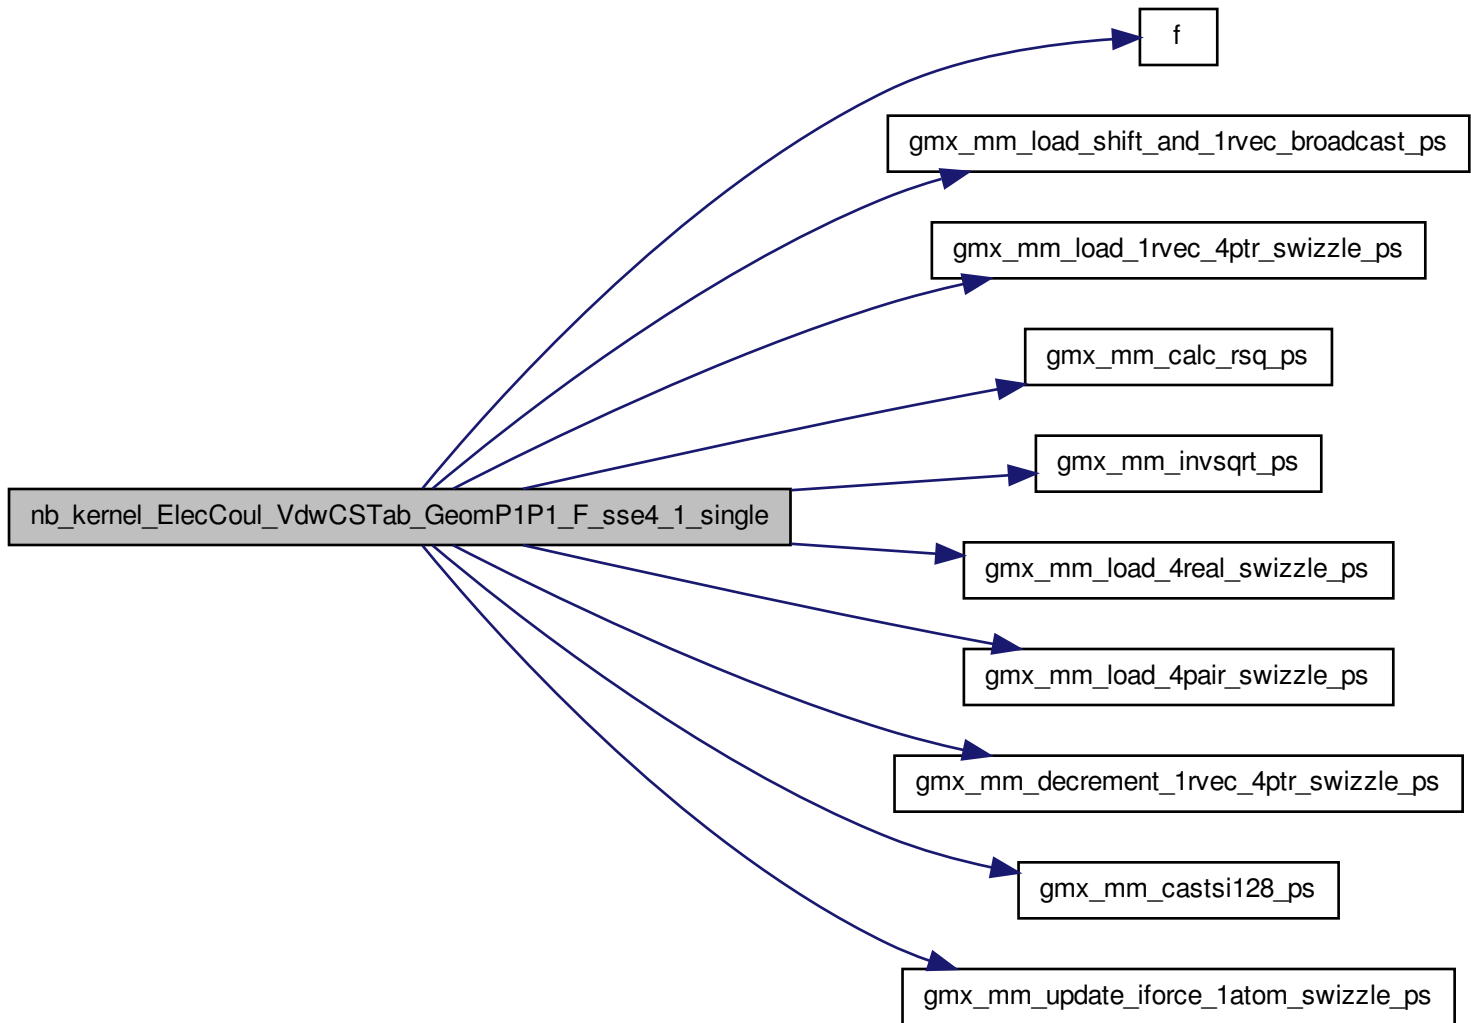 f
gmx_mm_load_shift_and_1rvec_broadcast_ps
gmx_mm_load_1rvec_4ptr_swizzle_ps
gmx_mm_calc_rsq_ps
gmx_mm_invsqrt_ps
nb_kernel_ElecCoul_VdwCSTab_GeomP1P1_F_sse4_1_single
gmx_mm_load_4real_swizzle_ps
gmx_mm_load_4pair_swizzle_ps
gmx_mm_decrement_1rvec_4ptr_swizzle_ps
gmx_mm_castsi128_ps
gmx_mm_update_iforce_1atom_swizzle_ps